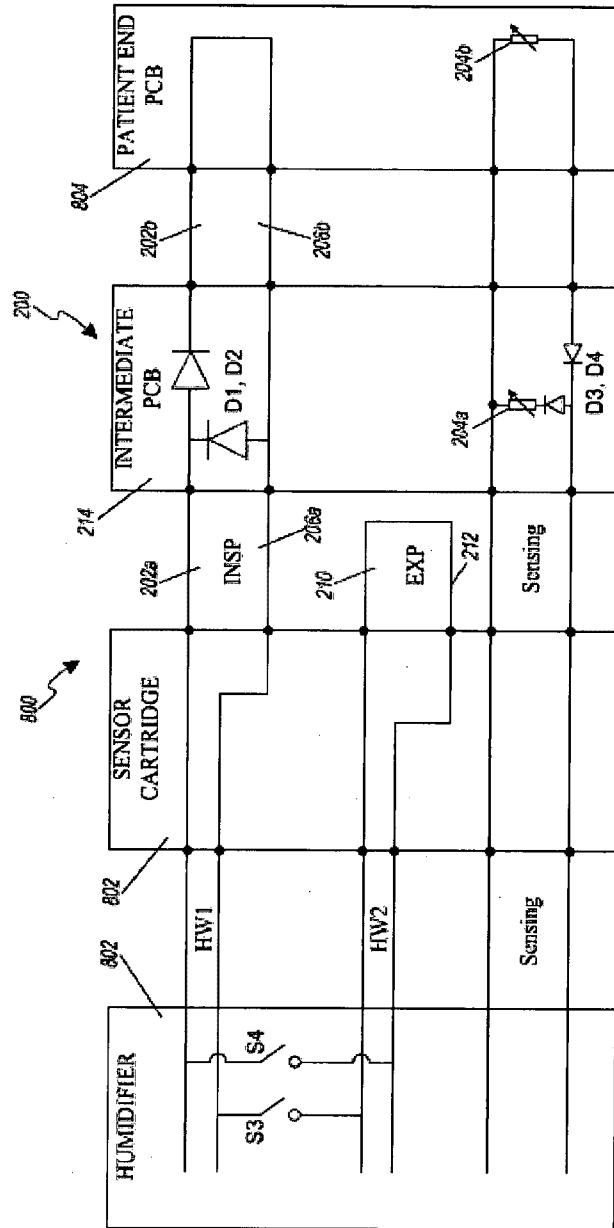 HUMIDIFIER
802
S3
S4
HW1
HW2
Sensing
SENSOR
CARTRIDGE
802
800
202a
INSP
206a
210
EXP
212
Sensing
INTERMEDIATE
PCB
214
200
D1, D2
204a
D3, D4
202b
206b
PATIENT END
PCB
804
204b